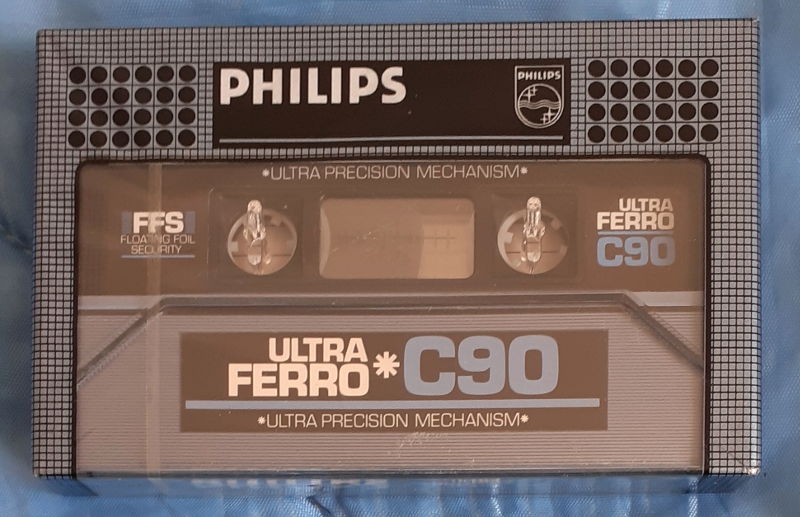 PHILIPS
PHILIPS
*ULTRA PRECISION MECHANISM*
FFS
FLOATING FOIL
SECURITY
ULTRA
FERRO
C90
ULTRA
FERRO*C90
*ULTRA PRECISION MECHANISM*